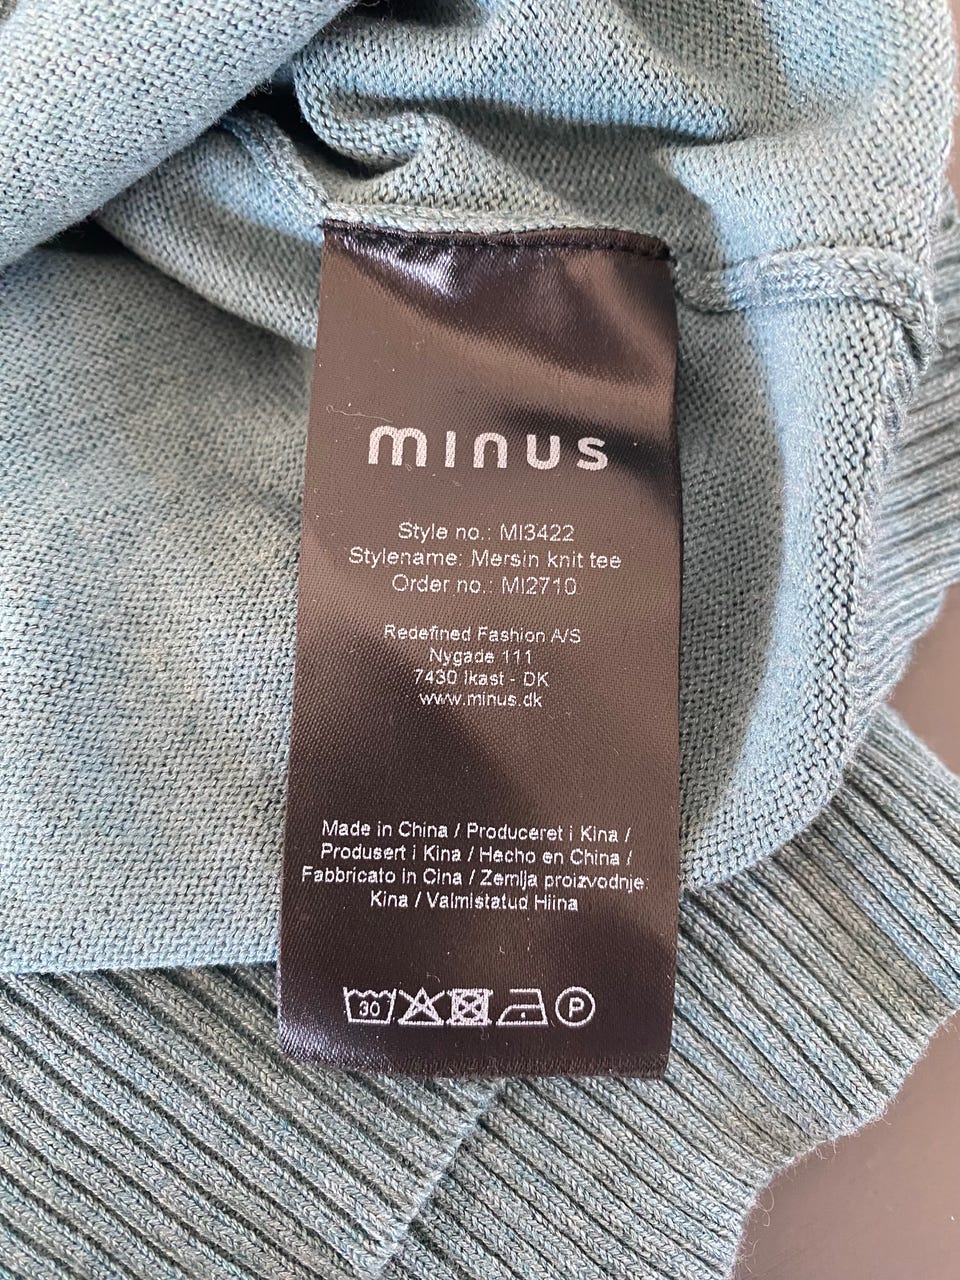 minus
Style no.: MI3422
Stylename: Mersin knit tee
Order no.: MI2710
Redefined Fashion A/S
Nygade 111
7430 Ikast - DK
www.minus.dk
Made in China / Produceret i Kina /
Produsert i Kina / Hecho en China /
Fabbricato in Cina / Zemlja proizvodnje:
Kina / Valmistatud Hiina
30 P